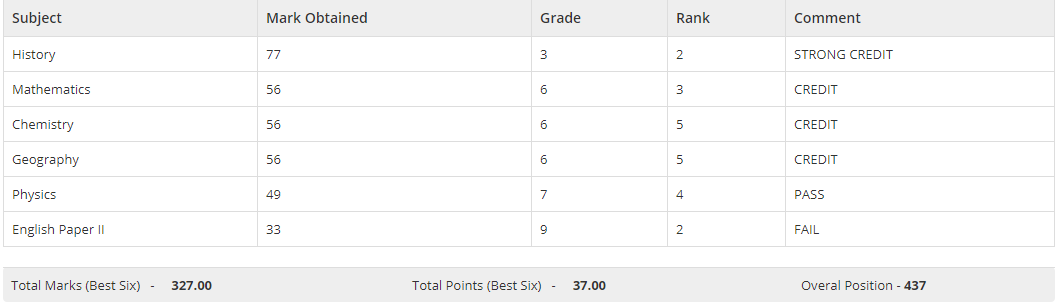 Subject Mark Obtained Grade Rank Comment
History 77 3 2 STRONG CREDIT
Mathematics 56 6 3 CREDIT
Chemistry 56 6 5 CREDIT
Geography 56 6 5 CREDIT
Physics 49 7 4 PASS
English Paper II 33 9 2 FAIL
Total Marks (Best Six) - 327.00 Total Points (Best Six) - 37.00 Overal Position - 437